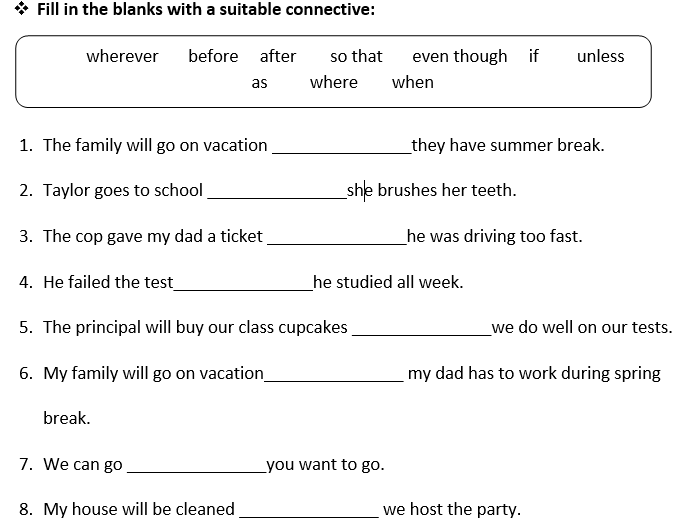 ❖ Fill in the blanks with a suitable connective:
wherever before after so that even though if unless
as where when
1. The family will go on vacation _______________they have summer break.
2. Taylor goes to school _______________she brushes her teeth.
3. The cop gave my dad a ticket _______________he was driving too fast.
4. He failed the test_______________he studied all week.
5. The principal will buy our class cupcakes _______________we do well on our tests.
6. My family will go on vacation_______________ my dad has to work during spring
break.
7. We can go _______________you want to go.
8. My house will be cleaned _______________ we host the party.